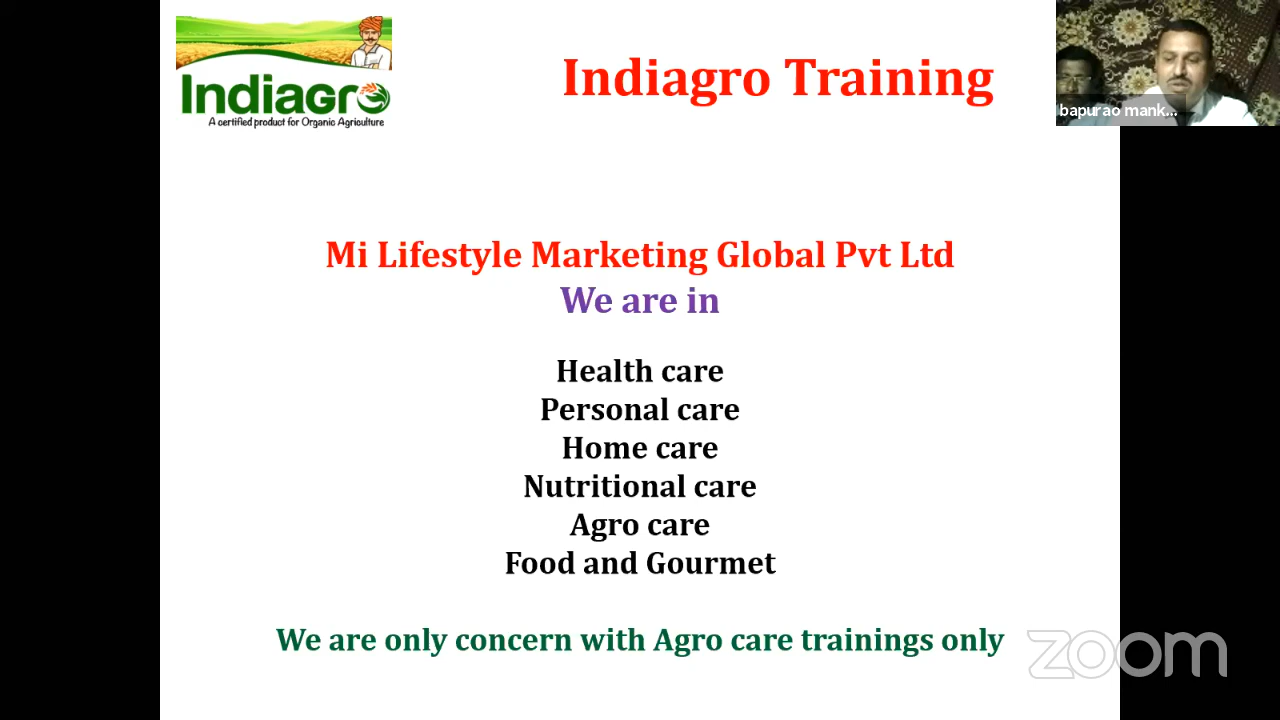 Indiagro
A certified product for Organic Agriculture
Indiagro Training
bapurao mank...
Mi Lifestyle Marketing Global Pvt Ltd
We are in
Health care
Personal care
Home care
Nutritional care
Agro care
Food and Gourmet
We are only concern with Agro care trainings only
zoom